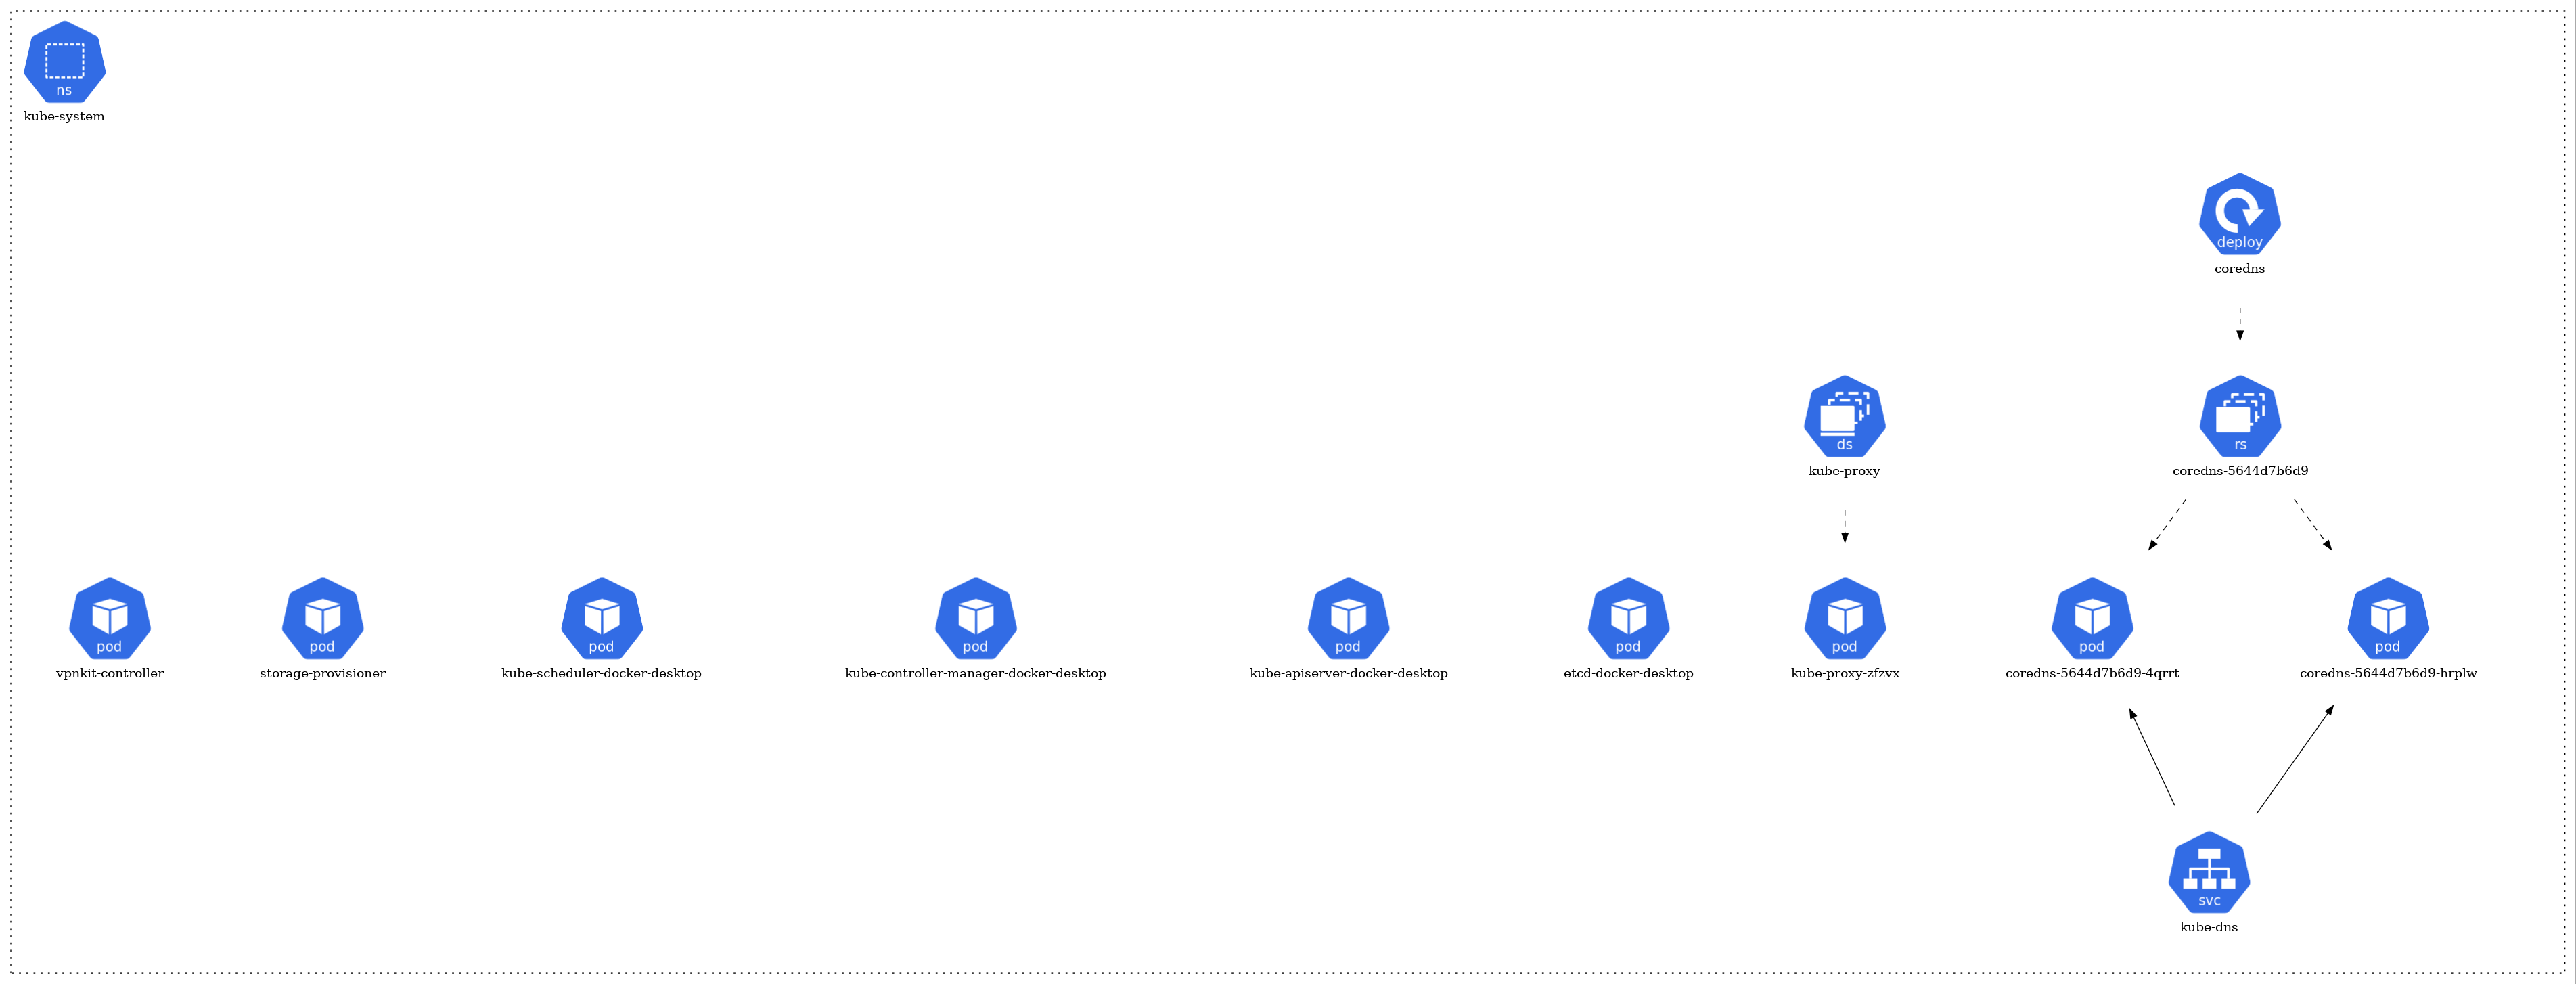 ns
kube-system
deploy
coredns
ds
kube-proxy
rs
coredns-5644d7b6d9
pod
vpnkit-controller
pod
storage-provisioner
pod
kube-scheduler-docker-desktop
pod
kube-controller-manager-docker-desktop
pod
kube-apiserver-docker-desktop
pod
etcd-docker-desktop
pod
kube-proxy-zfzvx
pod
coredns-5644d7b6d9-4qrrt
pod
coredns-5644d7b6d9-hrplw
svc
kube-dns